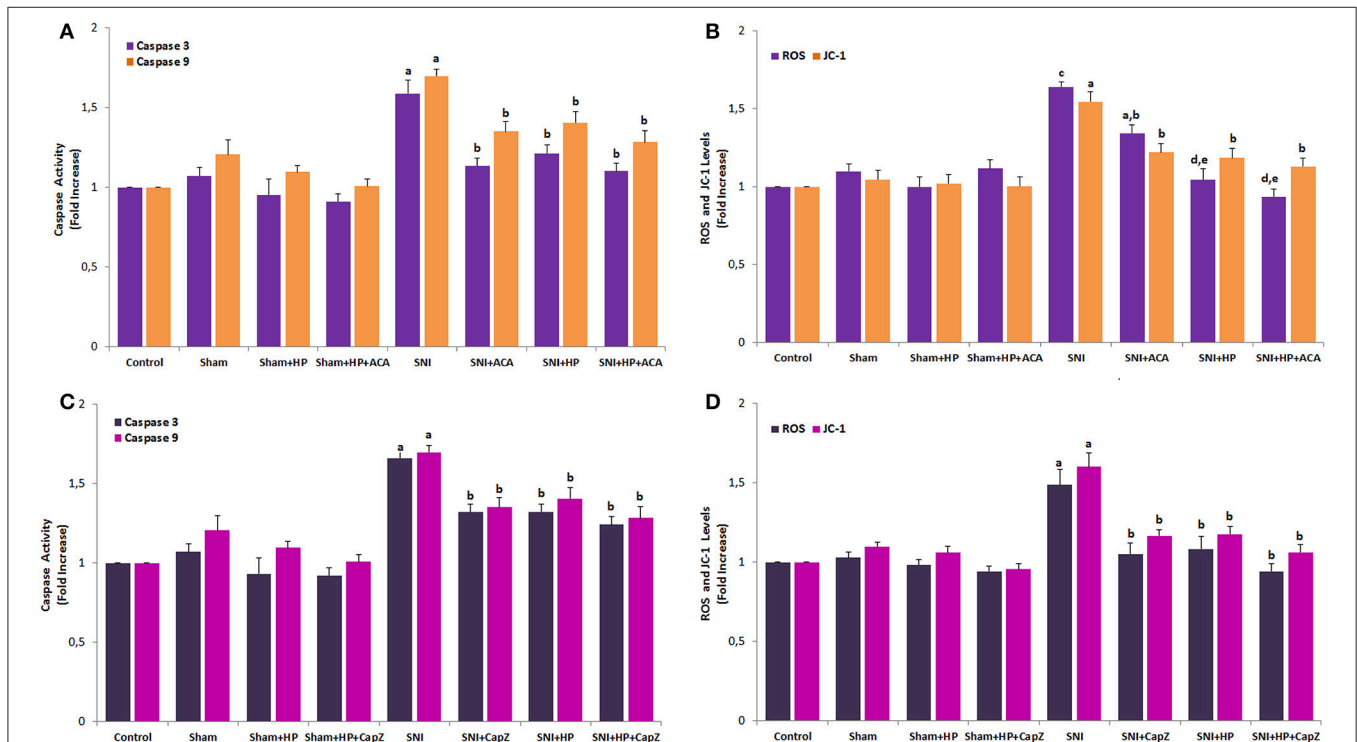 A
Caspase 3
Caspase 9
Caspase Activity
(Fold Increase)
2
1,5
1
0,5
0
a a
b b
b b
b b
Control Sham Sham+HP Sham+HP+ACA SNI SNI+ACA SNI+HP SNI+HP+ACA
B
ROS JC-1
ROS and JC-1 Levels
(Fold Increase)
2
1,5
1
0,5
0
c a
a,b b
d,e b
d,e b
Control Sham Sham+HP Sham+HP+ACA SNI SNI+ACA SNI+HP SNI+HP+ACA
C
Caspase 3
Caspase 9
Caspase Activity
(Fold Increase)
2
1,5
1
0,5
0
a a
b b
b b
b b
Control Sham Sham+HP Sham+HP+CapZ SNI SNI+CapZ SNI+HP SNI+HP+CapZ
D
ROS JC-1
ROS and JC-1 Levels
(Fold Increase)
2
1,5
1
0,5
0
a a
b b
b b
b b
Control Sham Sham+HP Sham+HP+CapZ SNI SNI+CapZ SNI+HP SNI+HP+CapZ